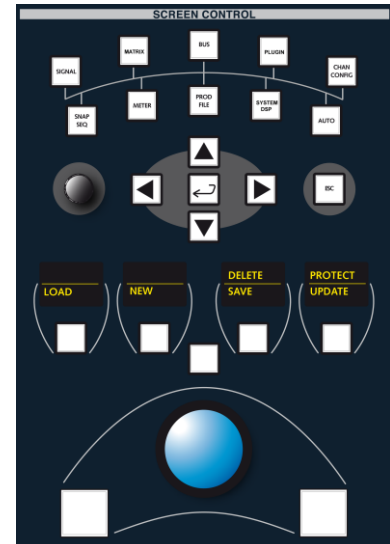 SCREEN CONTROL
BUS
MATRIX
PLUGIN
SIGNAL
CHAN
CONFIG
SNAP
SEQ
METER
PROD
FILE
SYSTEM
DSP
AUTO
ESC
DELETE
PROTECT
LOAD
NEW
SAVE
UPDATE